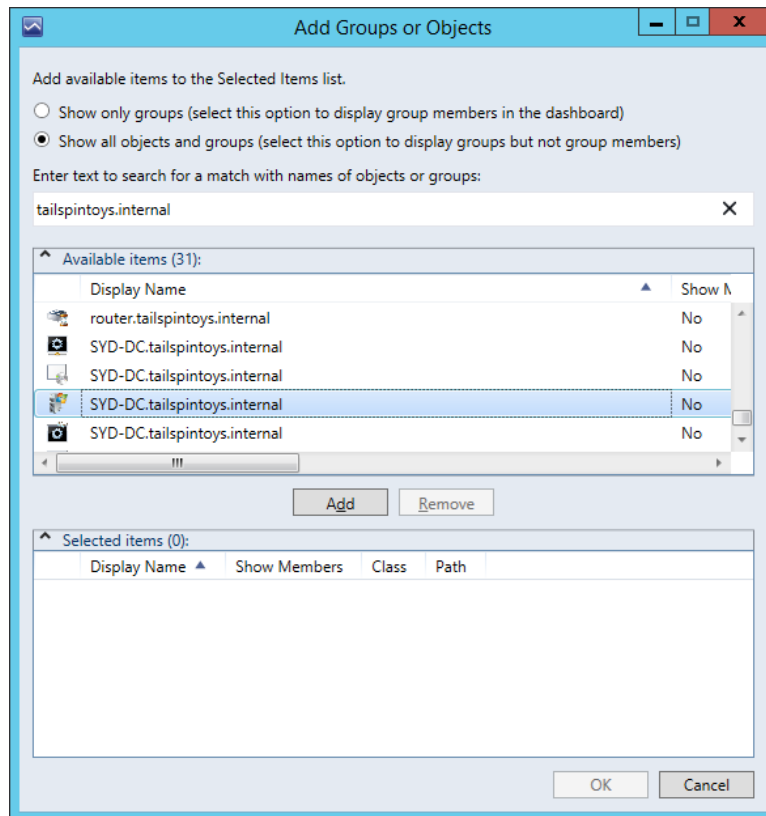 Add Groups or Objects
Add available items to the Selected Items list.
Show only groups (select this option to display group members in the dashboard)
Show all objects and groups (select this option to display groups but not group members)
Enter text to search for a match with names of objects or groups:
tailspintoys.internal
Available items (31):
Display Name Show
router.tailspintoys.internal No
SYD-DC.tailspintoys.internal No
SYD-DC.tailspintoys.internal No
SYD-DC.tailspintoys.internal No
SYD-DC.tailspintoys.internal No
Add Remove
Selected items (0):
Display Name Show Members Class Path
OK Cancel